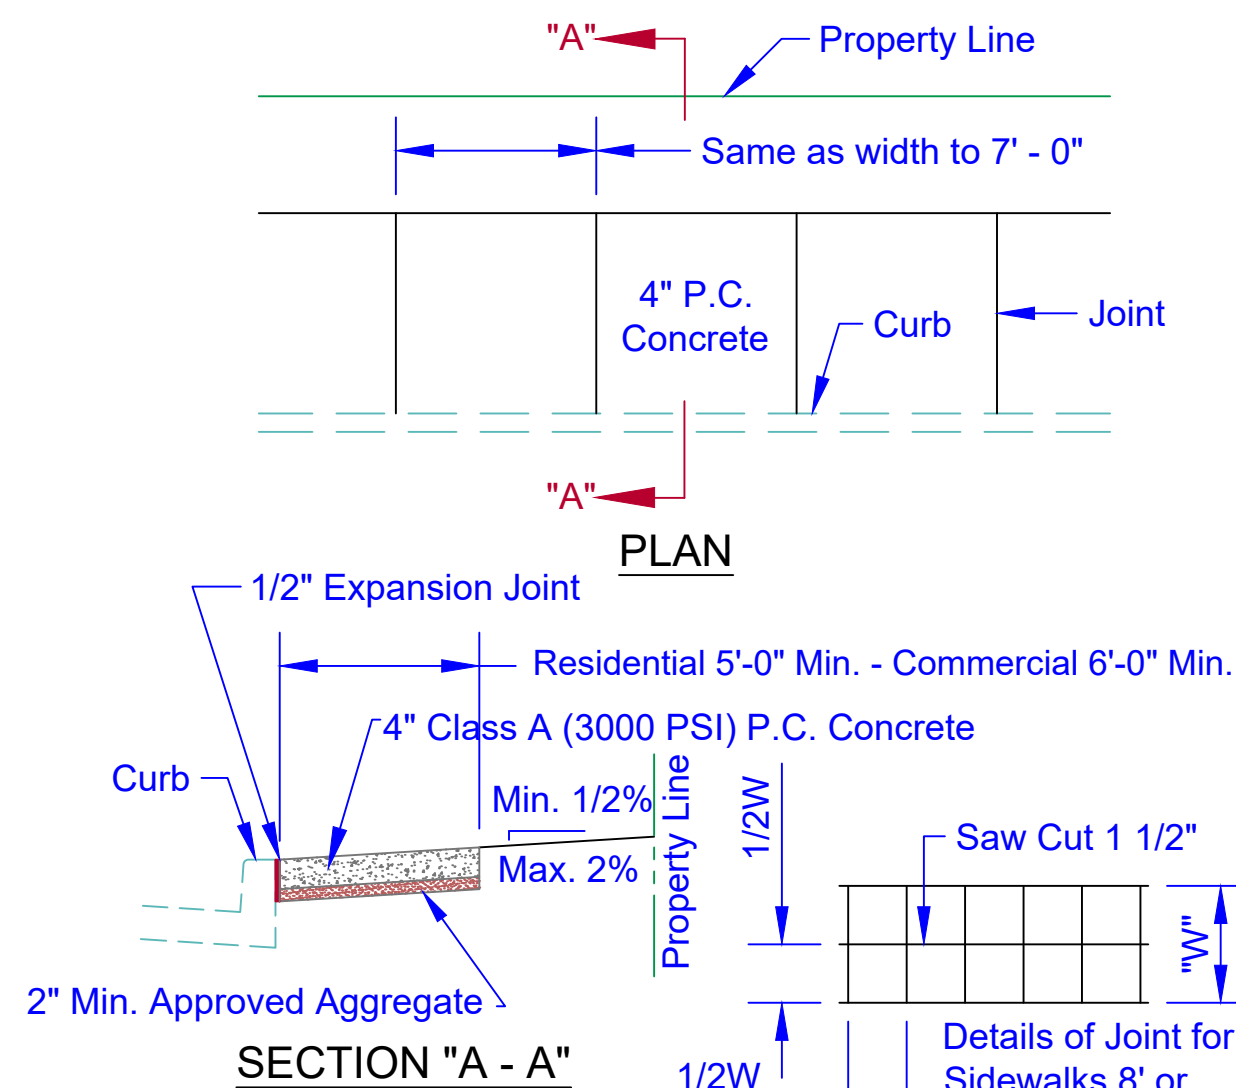 "A"
Property Line
Same as width to 7' - 0"
4" P.C.
Concrete
Curb
Joint
"A"
PLAN
1/2" Expansion Joint
Residential 5'-0" Min. - Commercial 6'-0" Min.
4" Class A (3000 PSI) P.C. Concrete
Curb
Min. 1/2%
Max. 2%
Property Line
1/2W
Saw Cut 1 1/2"
"W"
2" Min. Approved Aggregate
SECTION "A - A"
1/2W
Details of Joint for
Sidewalks 8' or